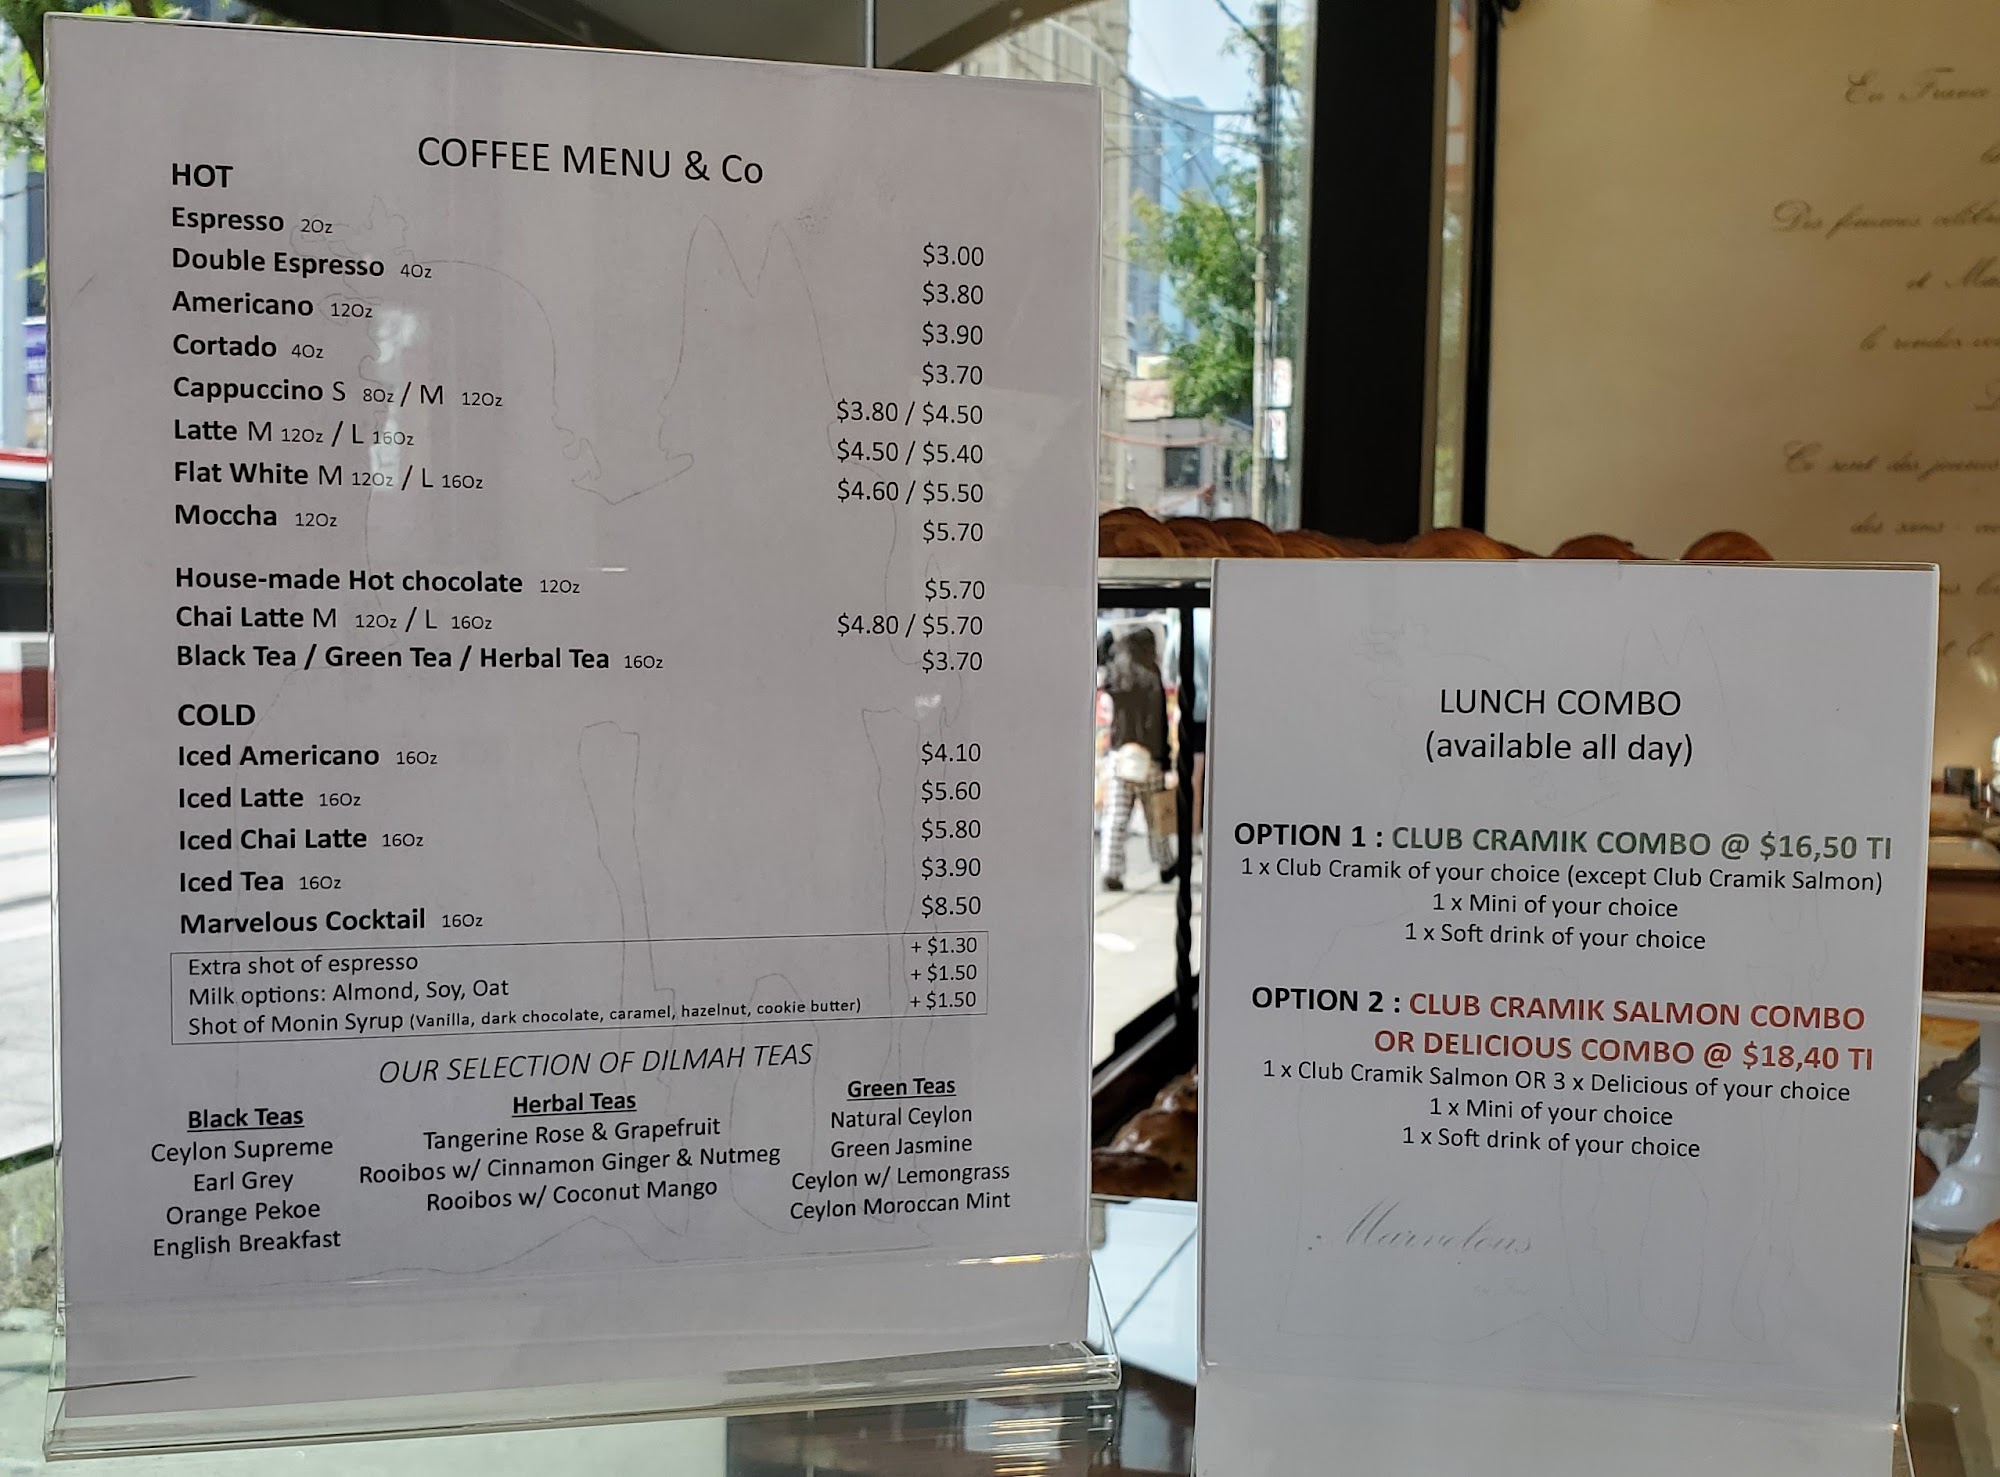 COFFEE MENU & Co
HOT
Espresso 2Oz $3.00
Double Espresso 4Oz $3.80
Americano 12Oz $3.90
Cortado 4Oz $3.70
Cappuccino S 8Oz / M 12Oz $3.80 / $4.50
Latte M 12Oz / L 16Oz $4.50 / $5.40
Flat White M 12Oz / L 16Oz $4.60 / $5.50
Moccha 12Oz $5.70
House-made Hot chocolate 12Oz $5.70
Chai Latte M 12Oz / L 16Oz $4.80 / $5.70
Black Tea / Green Tea / Herbal Tea 16Oz $3.70
COLD
Iced Americano 16Oz $4.10
Iced Latte 16Oz $5.60
Iced Chai Latte 16Oz $5.80
Iced Tea 16Oz $3.90
Marvelous Cocktail 16Oz $8.50
Extra shot of espresso + $1.30
Milk options: Almond, Soy, Oat + $1.50
Shot of Monin Syrup (Vanilla, dark chocolate, caramel, hazelnut, cookie butter) + $1.50
OUR SELECTION OF DILMAH TEAS
Black Teas
Ceylon Supreme
Earl Grey
Orange Pekoe
English Breakfast
Herbal Teas
Tangerine Rose & Grapefruit
Rooibos w/ Cinnamon Ginger & Nutmeg
Rooibos w/ Coconut Mango
Green Teas
Natural Ceylon
Green Jasmine
Ceylon w/ Lemongrass
Ceylon Moroccan Mint
LUNCH COMBO
(available all day)
OPTION 1 : CLUB CRAMIK COMBO @ $16,50 TI
1 x Club Cramik of your choice (except Club Cramik Salmon)
1 x Mini of your choice
1 x Soft drink of your choice
OPTION 2 : CLUB CRAMIK SALMON COMBO
OR DELICIOUS COMBO @ $18,40 TI
1 x Club Cramik Salmon OR 3 x Delicious of your choice
1 x Mini of your choice
1 x Soft drink of your choice
Marvelous
En France